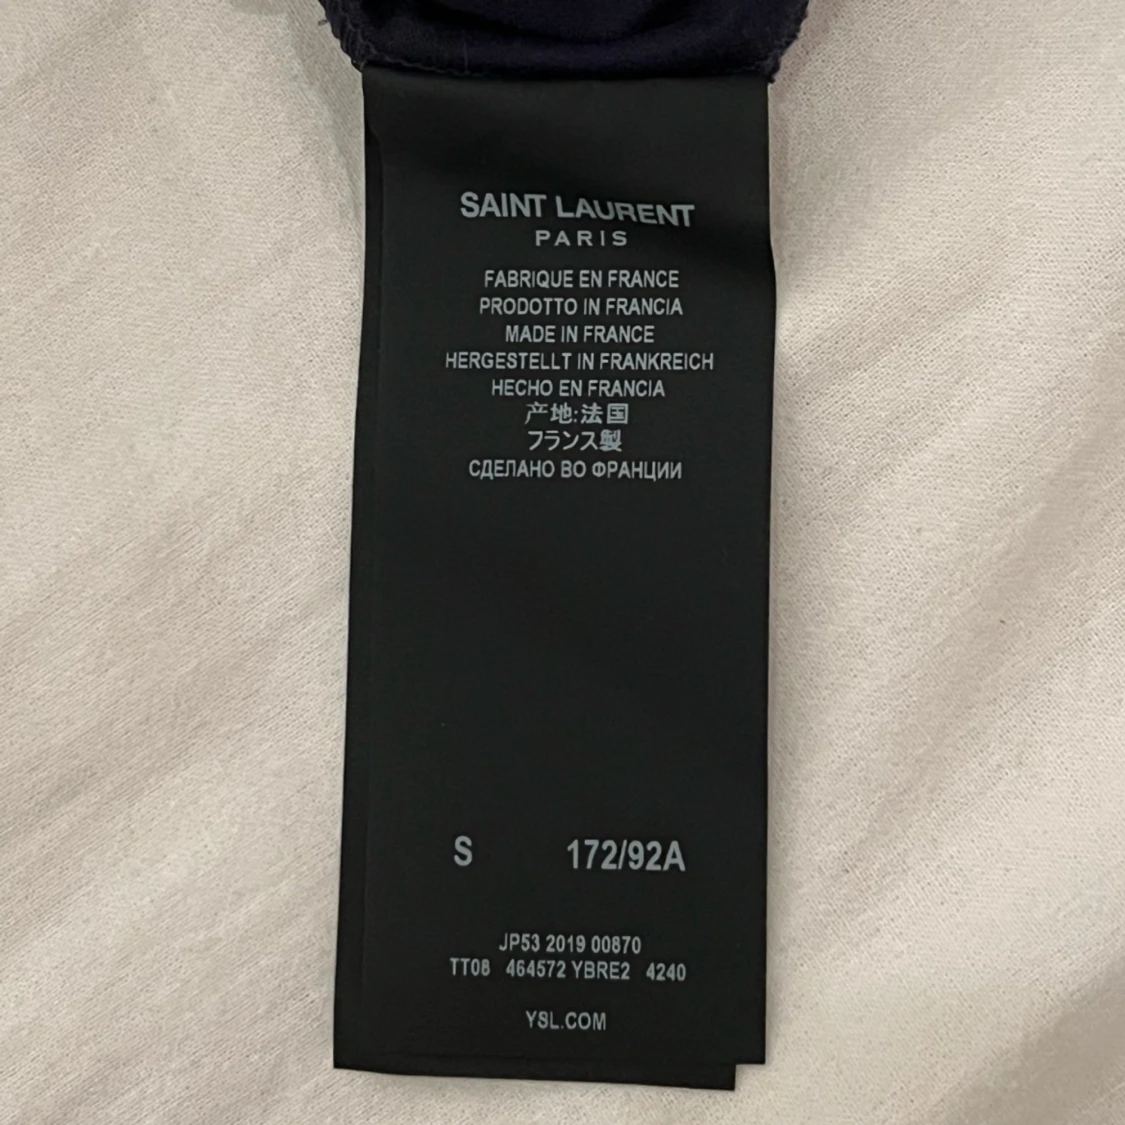 SAINT LAURENT
PARIS
FABRIQUE EN FRANCE
PRODOTTO IN FRANCIA
MADE IN FRANCE
HERGESTELLT IN FRANKREICH
HECHO EN FRANCIA
产地:法国
フランス製
СДЕЛАНО ВО ФРАНЦИИ
S 172/92A
JP53 2019 00870
TT08 464572 YBRE2 4240
YSL.COM